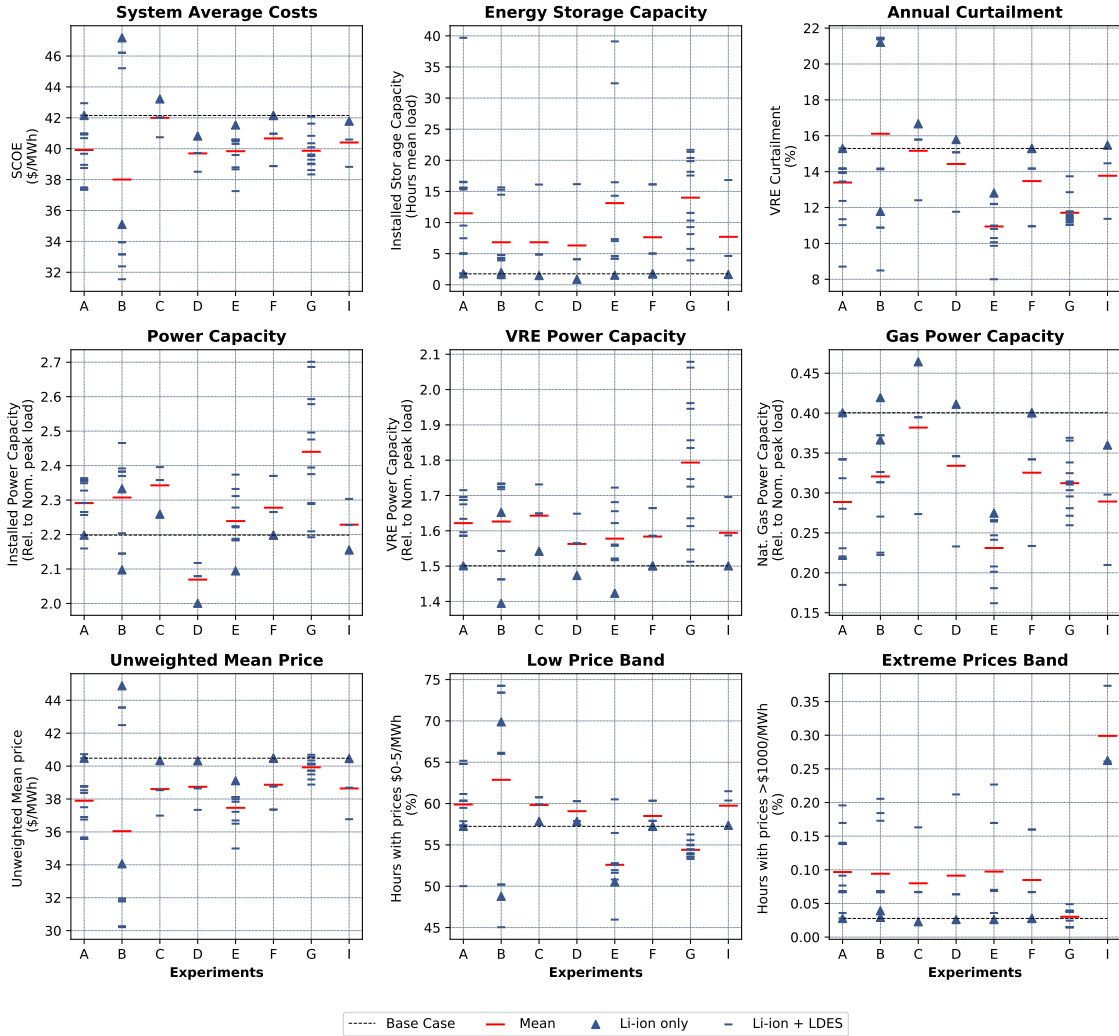 System Average Costs
Energy Storage Capacity
Annual Curtailment
SCOE
($/MWh)
46
44
42
40
38
36
34
32
A B C D E F G I
Installed Stor age Capacity
(Hours mean load)
40
35
30
25
20
15
10
5
0
A B C D E F G I
VRE Curtailment
(%)
22
20
18
16
14
12
10
8
A B C D E F G I
Power Capacity
VRE Power Capacity
Gas Power Capacity
Installed Power Capacity
(Rel. to Nom. peak load)
2.7
2.6
2.5
2.4
2.3
2.2
2.1
2.0
A B C D E F G I
VRE Power Capacity
(Rel. to Nom. peak load)
2.1
2.0
1.9
1.8
1.7
1.6
1.5
1.4
A B C D E F G I
Nat. Gas Power Capacity
(Rel. to Nom. peak load)
0.45
0.40
0.35
0.30
0.25
0.20
0.15
A B C D E F G I
Unweighted Mean Price
Low Price Band
Extreme Prices Band
Unweighted Mean price
($/MWh)
44
42
40
38
36
34
32
30
A B C D E F G I
Experiments
Hours with prices $0-5/MWh
(%)
75
70
65
60
55
50
45
A B C D E F G I
Experiments
Hours with prices >$1000/MWh
(%)
0.35
0.30
0.25
0.20
0.15
0.10
0.05
0.00
A B C D E F G I
Experiments
Base Case Mean Li-ion only Li-ion + LDES